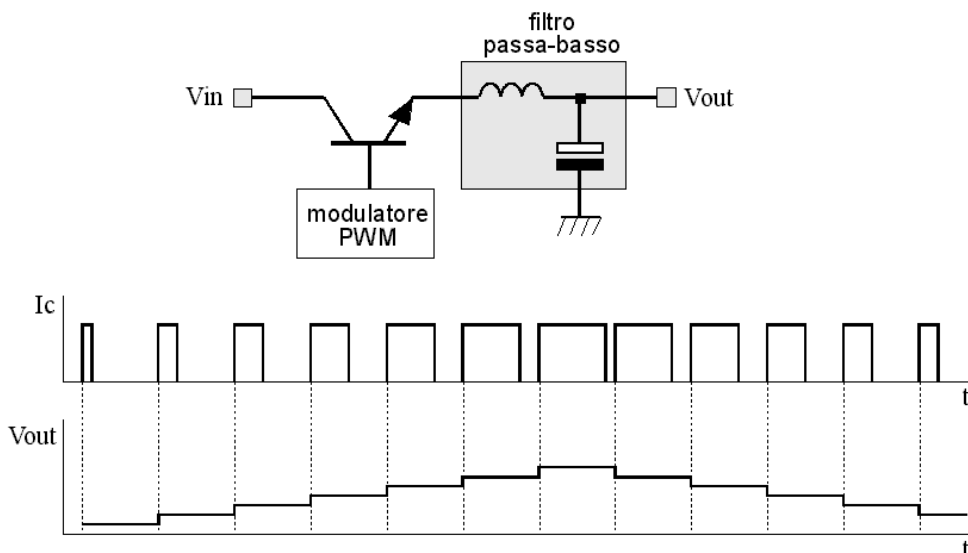 filtro
passa-basso
Vin
Vout
modulatore
PWM
Ic
t
Vout
t